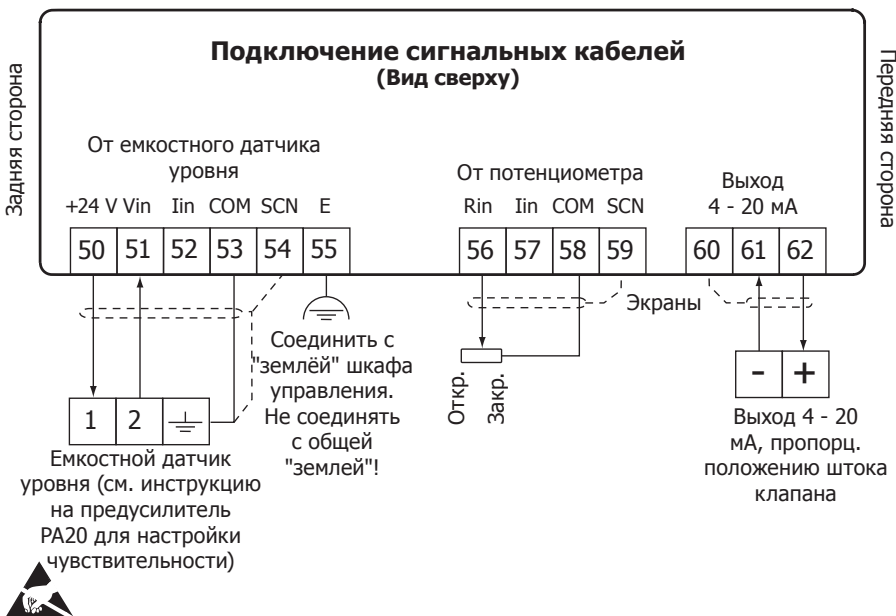 Подключение сигнальных кабелей
(Вид сверху)
Задняя сторона
Передняя сторона
От емкостного датчика
уровня
+24 V Vin Iin COM SCN E
50 51 52 53 54 55
От потенциометра
Rin Iin COM SCN
56 57 58 59
Выход
4 - 20 мА
60 61 62
Экраны
Соединить с
"землёй" шкафа
управления.
Не соединять
с общей
"землей"!
Откр.
Закр.
- +
Выход 4 - 20
мА, пропорц.
положению штока
клапана
1 2
Емкостной датчик
уровня (см. инструкцию
на предусилитель
PA20 для настройки
чувствительности)